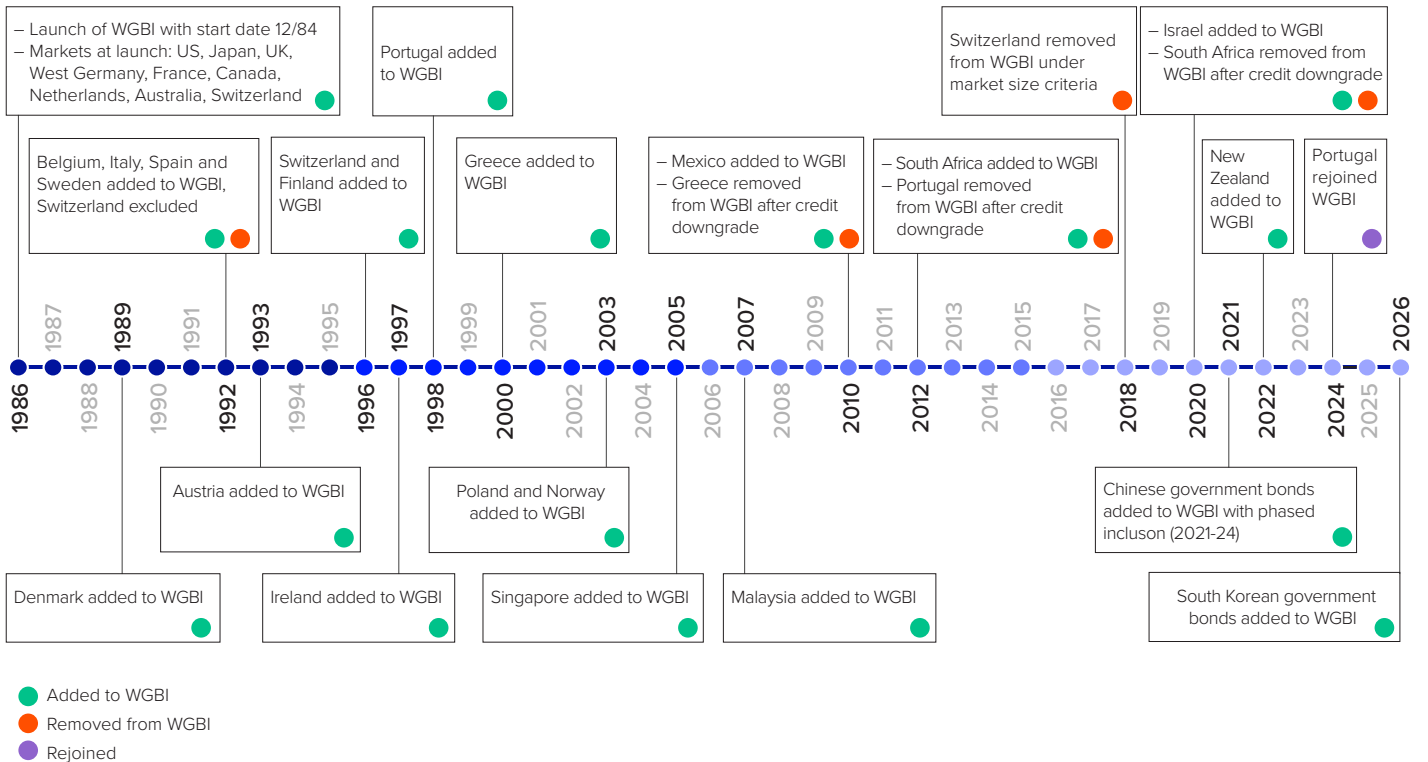 – Launch of WGBI with start date 12/84
– Markets at launch: US, Japan, UK,
West Germany, France, Canada,
Netherlands, Australia, Switzerland
Portugal added
to WGBI
Switzerland removed
from WGBI under
market size criteria
– Israel added to WGBI
– South Africa removed from
WGBI after credit downgrade
Belgium, Italy, Spain and
Sweden added to WGBI,
Switzerland excluded
Switzerland and
Finland added to
WGBI
Greece added to
WGBI
– Mexico added to WGBI
– Greece removed
from WGBI after credit
downgrade
– South Africa added to WGBI
– Portugal removed
from WGBI after credit
downgrade
New
Zealand
added to
WGBI
Portugal
rejoined
WGBI
1987
1989
1991
1993
1995
1997
1999
2001
2003
2005
2007
2009
2011
2013
2015
2017
2019
2021
2023
2026
1986
1988
1990
1992
1994
1996
1998
2000
2002
2004
2006
2008
2010
2012
2014
2016
2018
2020
2022
2024
2025
Austria added to WGBI
Poland and Norway
added to WGBI
Chinese government bonds
added to WGBI with phased
incluson (2021-24)
Denmark added to WGBI
Ireland added to WGBI
Singapore added to WGBI
Malaysia added to WGBI
South Korean government
bonds added to WGBI
Added to WGBI
Removed from WGBI
Rejoined